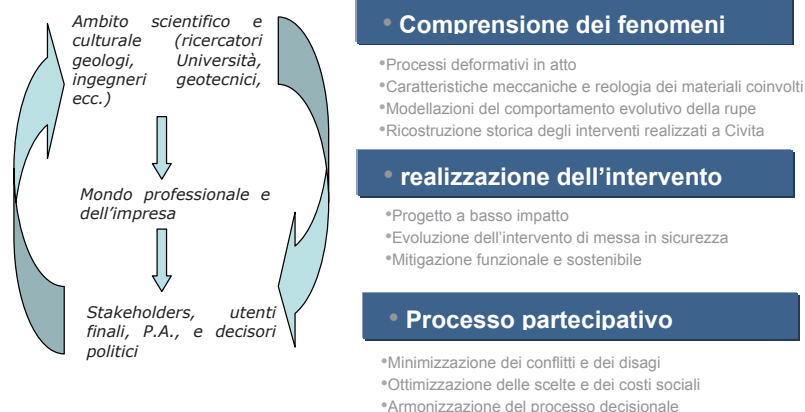 Ambito scientifico e
culturale (ricercatori
geologi, Università,
ingegneri geotecnici,
ecc.)
Mondo professionale e
dell'impresa
Stakeholders, utenti
finali, P.A., e decisori
politici
• Comprensione dei fenomeni
•Processi deformativi in atto
•Caratteristiche meccaniche e reologia dei materiali coinvolti
•Modellazioni del comportamento evolutivo della rupe
•Ricostruzione storica degli interventi realizzati a Civita
• realizzazione dell'intervento
•Progetto a basso impatto
•Evoluzione dell'intervento di messa in sicurezza
•Mitigazione funzionale e sostenibile
• Processo partecipativo
•Minimizzazione dei conflitti e dei disagi
•Ottimizzazione delle scelte e dei costi sociali
•Armonizzazione del processo decisionale